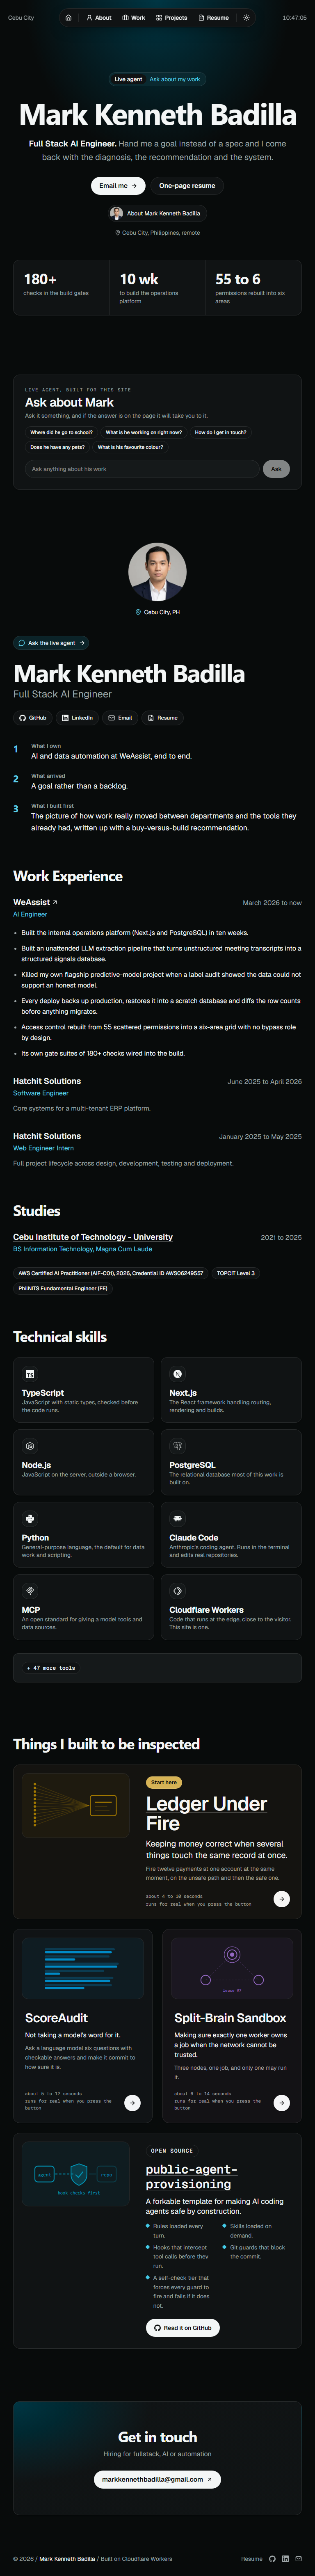 Cebu City
About
Work
Projects
Resume
10:47:05
Live agent
Ask about my work
Mark Kenneth Badilla
Full Stack AI Engineer. Hand me a goal instead of a spec and I come
back with the diagnosis, the recommendation and the system.
Email me
One-page resume
About Mark Kenneth Badilla
Cebu City, Philippines, remote
180+
checks in the build gates
10 wk
to build the operations
platform
55 to 6
permissions rebuilt into six
areas
LIVE AGENT, BUILT FOR THIS SITE
Ask about Mark
Ask it something, and if the answer is on the page it will take you to it.
Where did he go to school?
What is he working on right now?
How do I get in touch?
Does he have any pets?
What is his favourite colour?
Ask anything about his work
Ask
Cebu City, PH
Ask the live agent
Mark Kenneth Badilla
Full Stack AI Engineer
GitHub
LinkedIn
Email
Resume
1
What I own
AI and data automation at WeAssist, end to end.
2
What arrived
A goal rather than a backlog.
3
What I built first
The picture of how work really moved between departments and the tools they
already had, written up with a buy-versus-build recommendation.
Work Experience
WeAssist
March 2026 to now
AI Engineer
Built the internal operations platform (Next.js and PostgreSQL) in ten weeks.
Built an unattended LLM extraction pipeline that turns unstructured meeting transcripts into a
structured signals database.
Killed my own flagship predictive-model project when a label audit showed the data could not
support an honest model.
Every deploy backs up production, restores it into a scratch database and diffs the row counts
before anything migrates.
Access control rebuilt from 55 scattered permissions into a six-area grid with no bypass role
by design.
Its own gate suites of 180+ checks wired into the build.
Hatchit Solutions
June 2025 to April 2026
Software Engineer
Core systems for a multi-tenant ERP platform.
Hatchit Solutions
January 2025 to May 2025
Web Engineer Intern
Full project lifecycle across design, development, testing and deployment.
Studies
Cebu Institute of Technology - University
2021 to 2025
BS Information Technology, Magna Cum Laude
AWS Certified AI Practitioner (AIF-C01), 2026, Credential ID AWS06249557
TOPCIT Level 3
PhilNITS Fundamental Engineer (FE)
Technical skills
TypeScript
JavaScript with static types, checked before
the code runs.
Next.js
The React framework handling routing,
rendering and builds.
Node.js
JavaScript on the server, outside a browser.
PostgreSQL
The relational database most of this work is
built on.
Python
General-purpose language, the default for data
work and scripting.
Claude Code
Anthropic's coding agent. Runs in the terminal
and edits real repositories.
MCP
An open standard for giving a model tools and
data sources.
Cloudflare Workers
Code that runs at the edge, close to the visitor.
This site is one.
+ 47 more tools
Things I built to be inspected
Start here
Ledger Under
Fire
Keeping money correct when several
things touch the same record at once.
Fire twelve payments at one account at the same
moment, on the unsafe path and then the safe one.
about 4 to 10 seconds
runs for real when you press the button
ScoreAudit
Not taking a model's word for it.
Ask a language model six questions with
checkable answers and make it commit to
how sure it is.
about 5 to 12 seconds
runs for real when you press the
button
Split-Brain Sandbox
Making sure exactly one worker owns
a job when the network cannot be
trusted.
Three nodes, one job, and only one may run
it.
about 6 to 14 seconds
runs for real when you press the
button
agent
repo
hook checks first
OPEN SOURCE
public-agent-
provisioning
A forkable template for making AI coding
agents safe by construction.
Rules loaded every
turn.
Skills loaded on
demand.
Hooks that intercept
tool calls before they
run.
Git guards that block
the commit.
A self-check tier that
forces every guard to
fire and fails if it does
not.
Read it on GitHub
Get in touch
Hiring for fullstack, AI or automation
markkennethbadilla@gmail.com
© 2026 / Mark Kenneth Badilla / Built on Cloudflare Workers
Resume